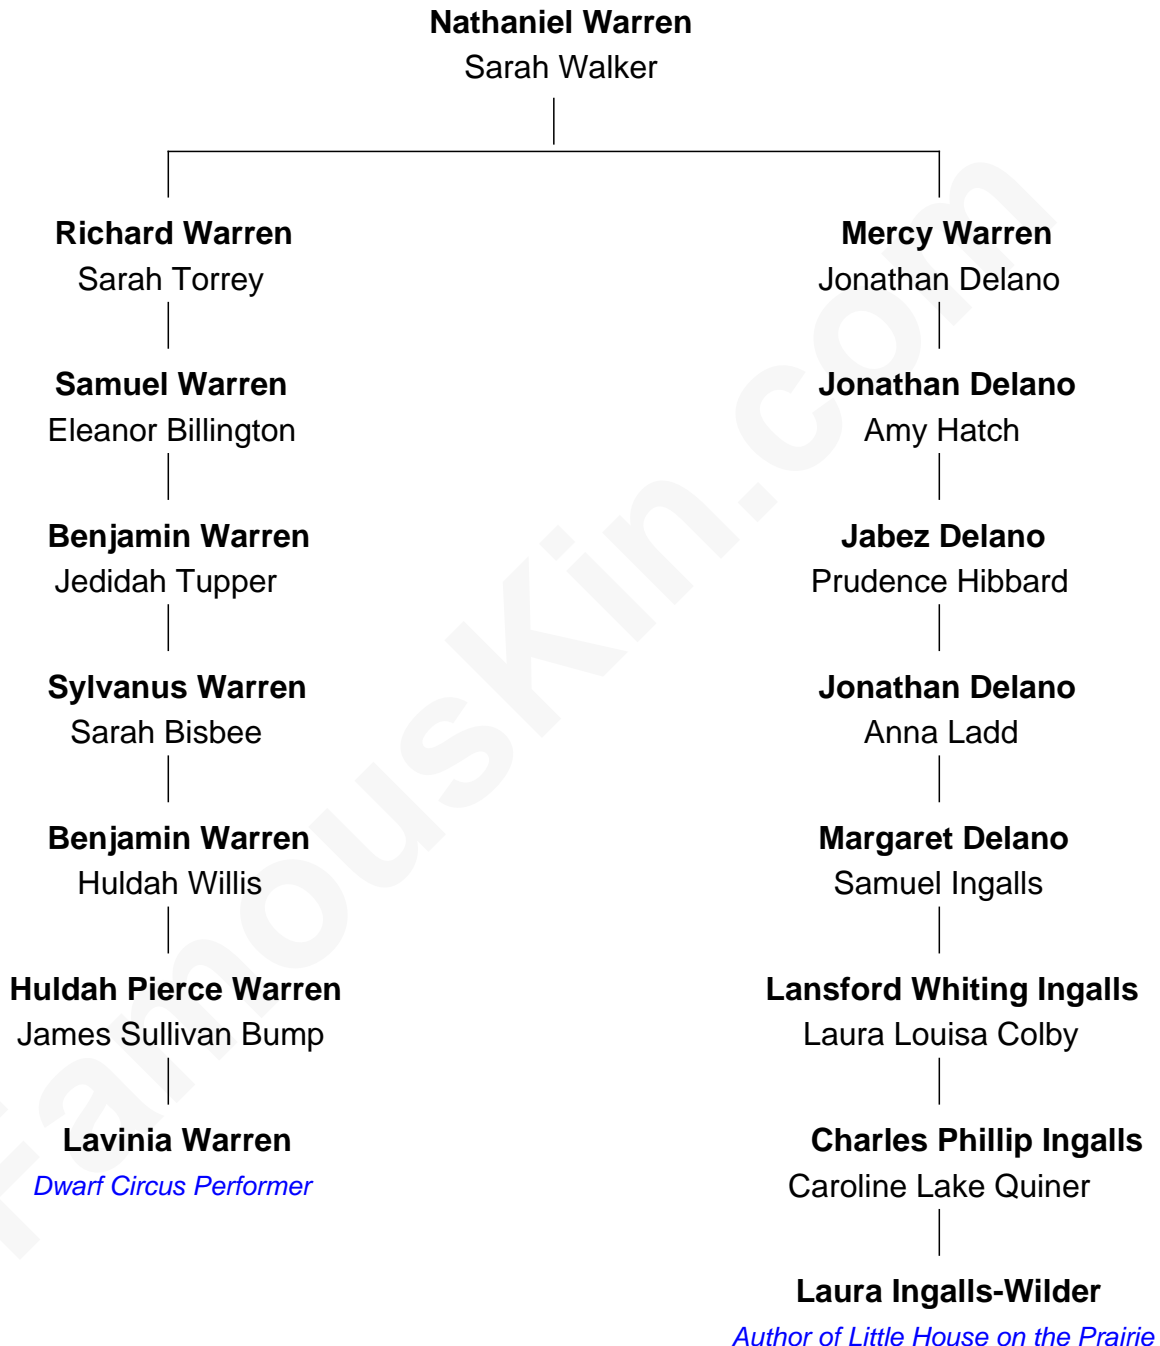 Nathaniel Warren
Sarah Walker
Richard Warren
Sarah Torrey
Mercy Warren
Jonathan Delano
Samuel Warren
Eleanor Billington
Jonathan Delano
Amy Hatch
Benjamin Warren
Jedidah Tupper
Jabez Delano
Prudence Hibbard
Sylvanus Warren
Sarah Bisbee
Jonathan Delano
Anna Ladd
Benjamin Warren
Huldah Willis
Margaret Delano
Samuel Ingalls
Huldah Pierce Warren
James Sullivan Bump
Lansford Whiting Ingalls
Laura Louisa Colby
Lavinia Warren
Dwarf Circus Performer
Charles Phillip Ingalls
Caroline Lake Quiner
Laura Ingalls-Wilder
Author of Little House on the Prairie
FamousKin.com